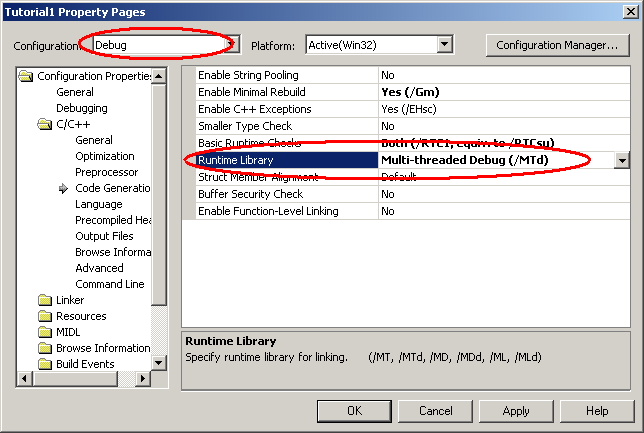 Tutorial1 Property Pages
Configuration: Debug Platform: Active(Win32) Configuration Manager...
Configuration Properties
General
Debugging
C/C++
General
Optimization
Preprocessor
Code Generatio
Language
Precompiled Hea
Output Files
Browse Informa
Advanced
Command Line
Linker
Resources
MIDL
Browse Information
Build Events
Enable String Pooling No
Enable Minimal Rebuild Yes (/Gm)
Enable C++ Exceptions Yes (/EHsc)
Smaller Type Check No
Basic Runtime Checks Both (/RTC1, equiv. to /RTCsu)
Runtime Library Multi-threaded Debug (/MTd)
Struct Member Alignment Default
Buffer Security Check No
Enable Function-Level Linking No
Runtime Library
Specify runtime library for linking. (/MT, /MTd, /MD, /MDd, /ML, /MLd)
OK Cancel Apply Help